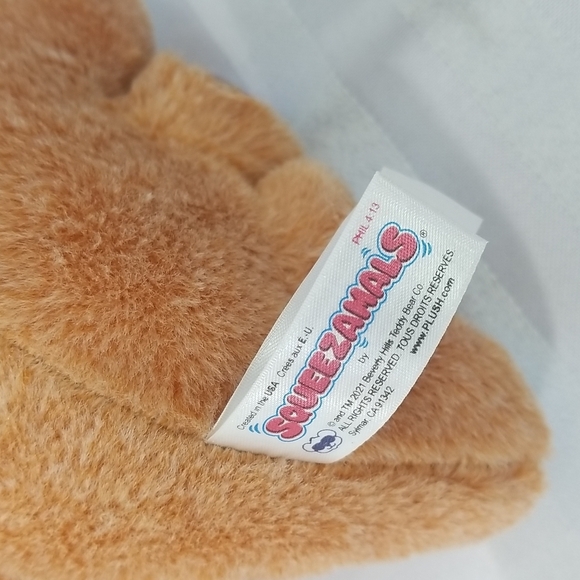 PHIL 4:13
SQUEEZAMALS®
by
© and TM 2021 Beverly Hills Teddy Bear Co
ALL RIGHTS RESERVED. TOUS DROITS RÉSERVÉS
Sylmar, CA 91342
www.PLUSH.com
Created in the USA. Créés aux É.-U.